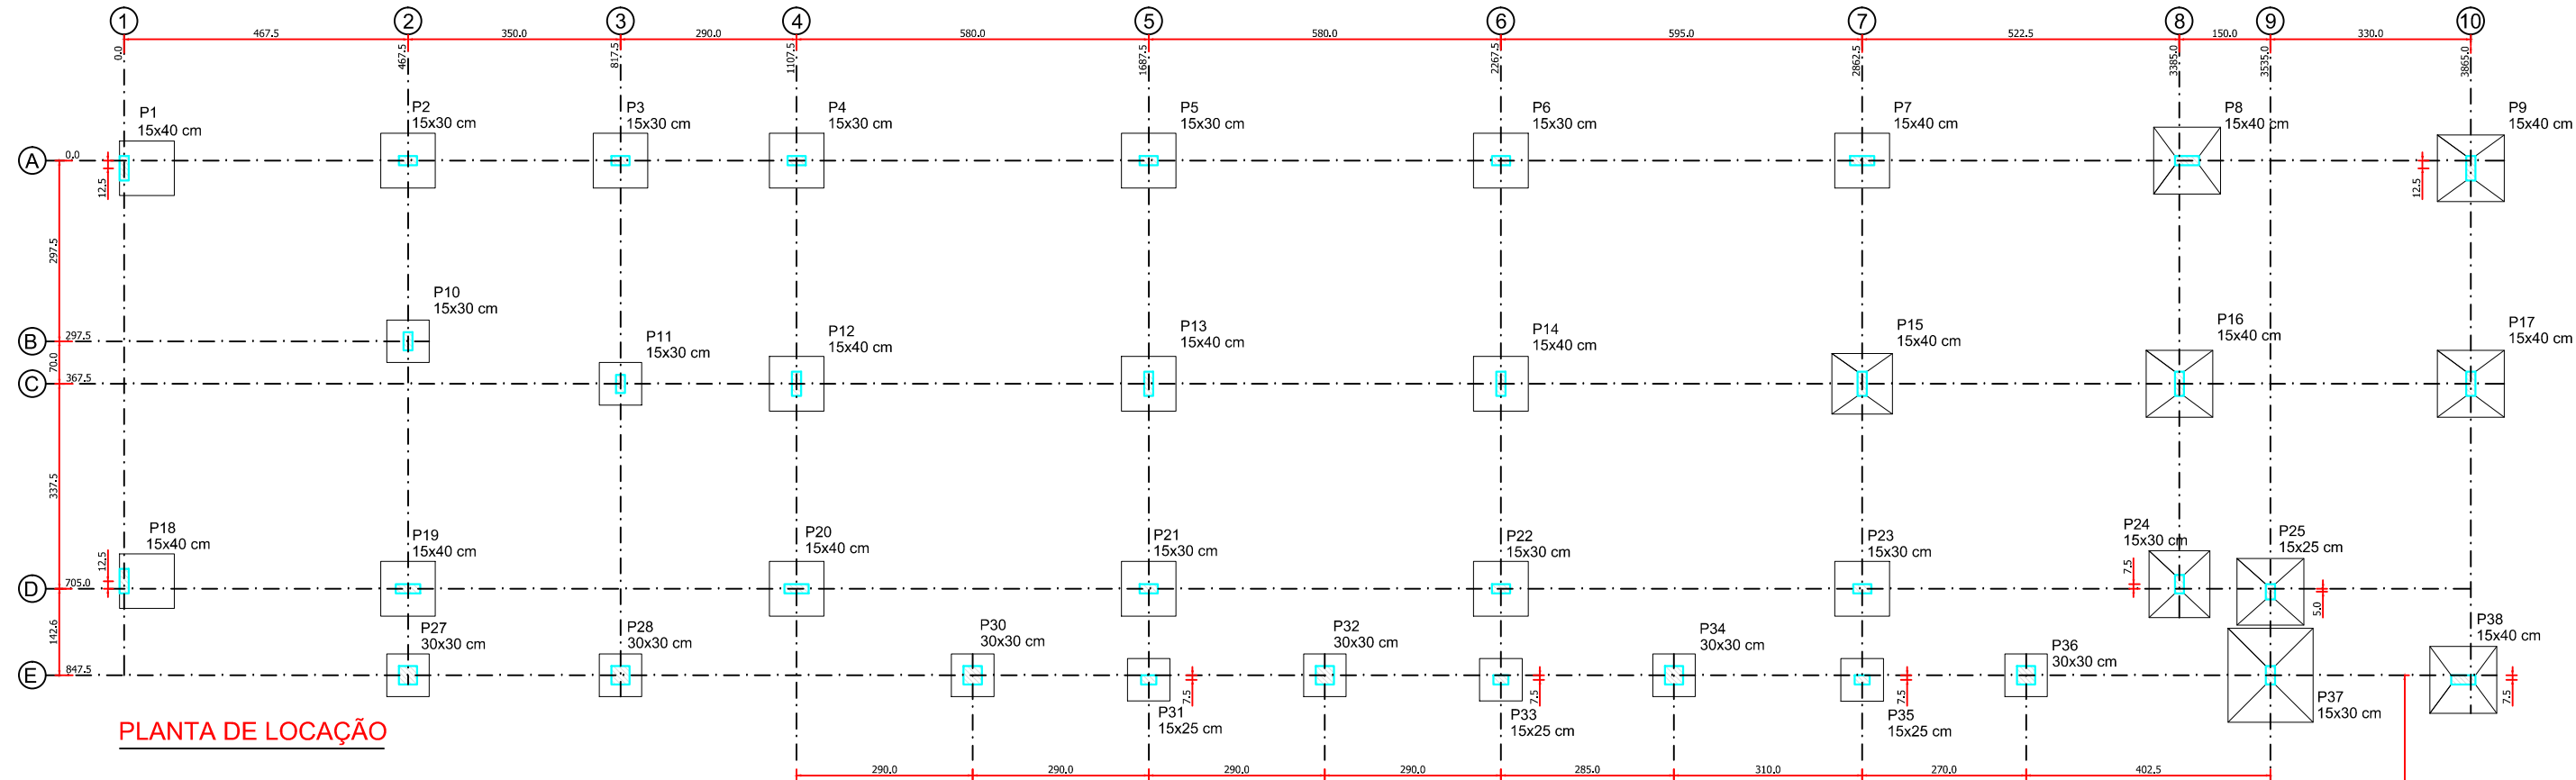 1 2 3 4 5 6 7 8 9 10
467.5 350.0 290.0 580.0 580.0 595.0 522.5 150.0 330.0
0.0 467.5 817.5 1107.5 1687.5 2267.5 2862.5 3385.0 3535.0 3865.0
P1
15x40 cm
P2
15x30 cm
P3
15x30 cm
P4
15x30 cm
P5
15x30 cm
P6
15x30 cm
P7
15x40 cm
P8
15x40 cm
P9
15x40 cm
A 0.0
12.5
12.5
297.5
P10
15x30 cm
B 297.5
70.0
P11
15x30 cm
P12
15x40 cm
P13
15x40 cm
P14
15x40 cm
P15
15x40 cm
P16
15x40 cm
P17
15x40 cm
C 367.5
337.5
P18
15x40 cm
12.5
P19
15x40 cm
P20
15x40 cm
P21
15x30 cm
P22
15x30 cm
P23
15x30 cm
P24
15x30 cm
7.5
P25
15x25 cm
5.0
D 705.0
142.6
P27
30x30 cm
P28
30x30 cm
P30
30x30 cm
P32
30x30 cm
P34
30x30 cm
P36
30x30 cm
P38
15x40 cm
E 847.5
7.5
7.5
7.5
7.5
P31
15x25 cm
P33
15x25 cm
P35
15x25 cm
P37
15x30 cm
PLANTA DE LOCAÇÃO
290.0 290.0 290.0 290.0 285.0 310.0 270.0 402.5